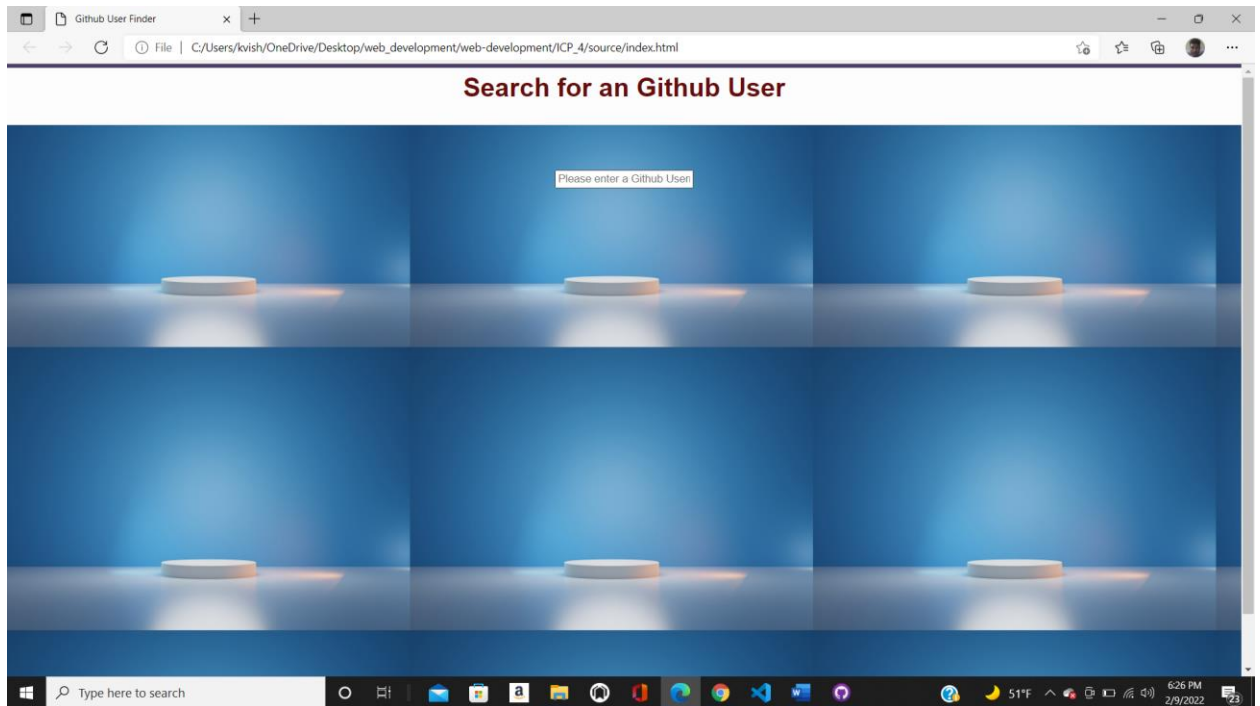 Github User Finder
File | C:/Users/kvish/OneDrive/Desktop/web_development/web-development/ICP_4/source/index.html
Search for an Github User
Please enter a Github User
Type here to search
a
W
51°F
6:26 PM
2/9/2022
23